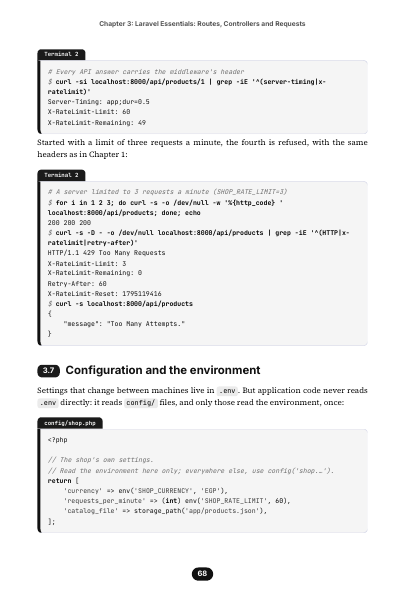 Chapter 3: Laravel Essentials: Routes, Controllers and Requests
Terminal 2
# Every API answer carries the middleware's header
$ curl -si localhost:8000/api/products/1 | grep -iE '^(server-timing|x-
ratelimit)'
Server-Timing: app;dur=0.5
X-RateLimit-Limit: 60
X-RateLimit-Remaining: 49
Started with a limit of three requests a minute, the fourth is refused, with the same
headers as in Chapter 1:
Terminal 2
# A server limited to 3 requests a minute (SHOP_RATE_LIMIT=3)
$ for i in 1 2 3; do curl -s -o /dev/null -w '%{http_code} '
localhost:8000/api/products; done; echo
200 200 200
$ curl -s -D - -o /dev/null localhost:8000/api/products | grep -iE '^(HTTP|x-
ratelimit|retry-after)'
HTTP/1.1 429 Too Many Requests
X-RateLimit-Limit: 3
X-RateLimit-Remaining: 0
Retry-After: 60
X-RateLimit-Reset: 1795119416
$ curl -s localhost:8000/api/products
{
    "message": "Too Many Attempts."
}
3.7 Configuration and the environment
Settings that change between machines live in .env. But application code never reads
.env directly: it reads config/ files, and only those read the environment, once:
config/shop.php
<?php
// The shop's own settings.
// Read the environment here only; everywhere else, use config('shop.…').
return [
    'currency' => env('SHOP_CURRENCY', 'EGP'),
    'requests_per_minute' => (int) env('SHOP_RATE_LIMIT', 60),
    'catalog_file' => storage_path('app/products.json'),
];
68